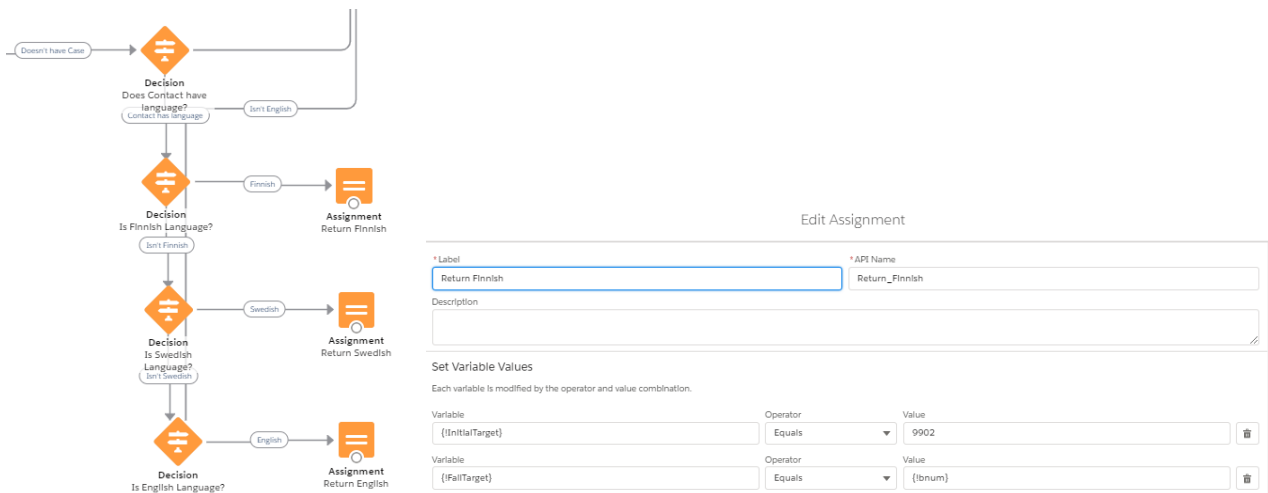 Doesn't have Case
Decision
Does Contact have
language?
Contact has language
Isn't English
Decision
Is Finnish Language?
Finnish
Assignment
Return Finnish
Isn't Finnish
Decision
Is Swedish
Language?
Swedish
Assignment
Return Swedish
Isn't Swedish
Decision
Is English Language?
English
Assignment
Return English
Edit Assignment
* Label
* API Name
Return Finnish
Return_Finnish
Description
Set Variable Values
Each variable is modified by the operator and value combination.
Variable
Operator
Value
{!InitialTarget}
Equals
9902
Variable
Operator
Value
{!FailTarget}
Equals
{!bnum}